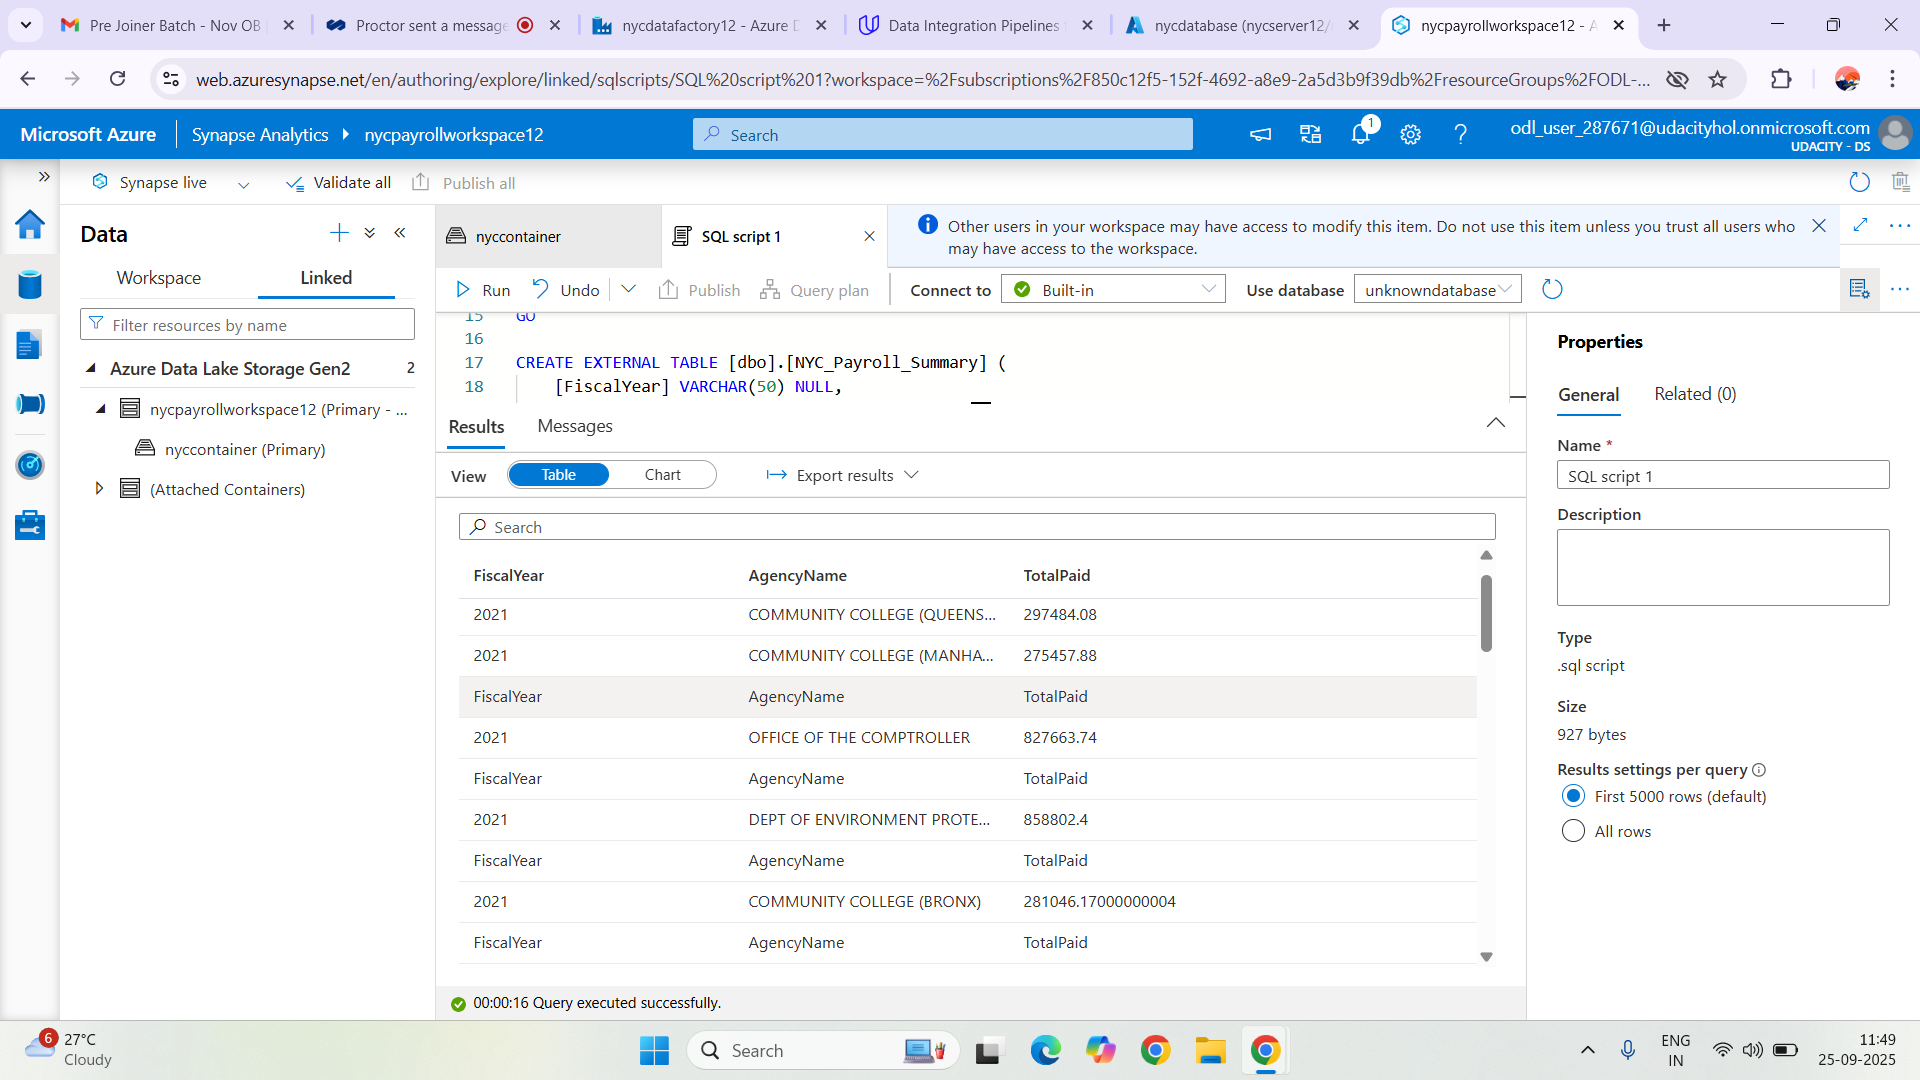 Pre Joiner Batch - Nov OB
Proctor sent a message
nycdatafactory12 - Azure D
Data Integration Pipelines
nycdatabase (nycserver12/
nycpayrollworkspace12 - A
web.azuresynapse.net/en/authoring/explore/linked/sqlscripts/SQL%20script%201?workspace=%2Fsubscriptions%2F850c12f5-152f-4692-a8e9-2a5d3b9f39db%2FresourceGroups%2FODL-...
Microsoft Azure
Synapse Analytics
nycpayrollworkspace12
Search
1
odl_user_287671@udacityhol.onmicrosoft.com
UDACITY - DS
Synapse live
Validate all
Publish all
Data
Workspace
Linked
Filter resources by name
Azure Data Lake Storage Gen2 2
nycpayrollworkspace12 (Primary - ...
nyccontainer (Primary)
(Attached Containers)
nyccontainer
SQL script 1
Other users in your workspace may have access to modify this item. Do not use this item unless you trust all users who
may have access to the workspace.
Run
Undo
Publish
Query plan
Connect to
Built-in
Use database
unknowndatabase
15 GO
16
17 CREATE EXTERNAL TABLE [dbo].[NYC_Payroll_Summary] (
18 [FiscalYear] VARCHAR(50) NULL,
Results
Messages
View
Table
Chart
Export results
Search
FiscalYear AgencyName TotalPaid
2021 COMMUNITY COLLEGE (QUEENS... 297484.08
2021 COMMUNITY COLLEGE (MANHA... 275457.88
FiscalYear AgencyName TotalPaid
2021 OFFICE OF THE COMPTROLLER 827663.74
FiscalYear AgencyName TotalPaid
2021 DEPT OF ENVIRONMENT PROTE... 858802.4
FiscalYear AgencyName TotalPaid
2021 COMMUNITY COLLEGE (BRONX) 281046.17000000004
FiscalYear AgencyName TotalPaid
00:00:16 Query executed successfully.
Properties
General
Related (0)
Name *
SQL script 1
Description
Type
.sql script
Size
927 bytes
Results settings per query
First 5000 rows (default)
All rows
6
27°C
Cloudy
Search
ENG
IN
11:49
25-09-2025